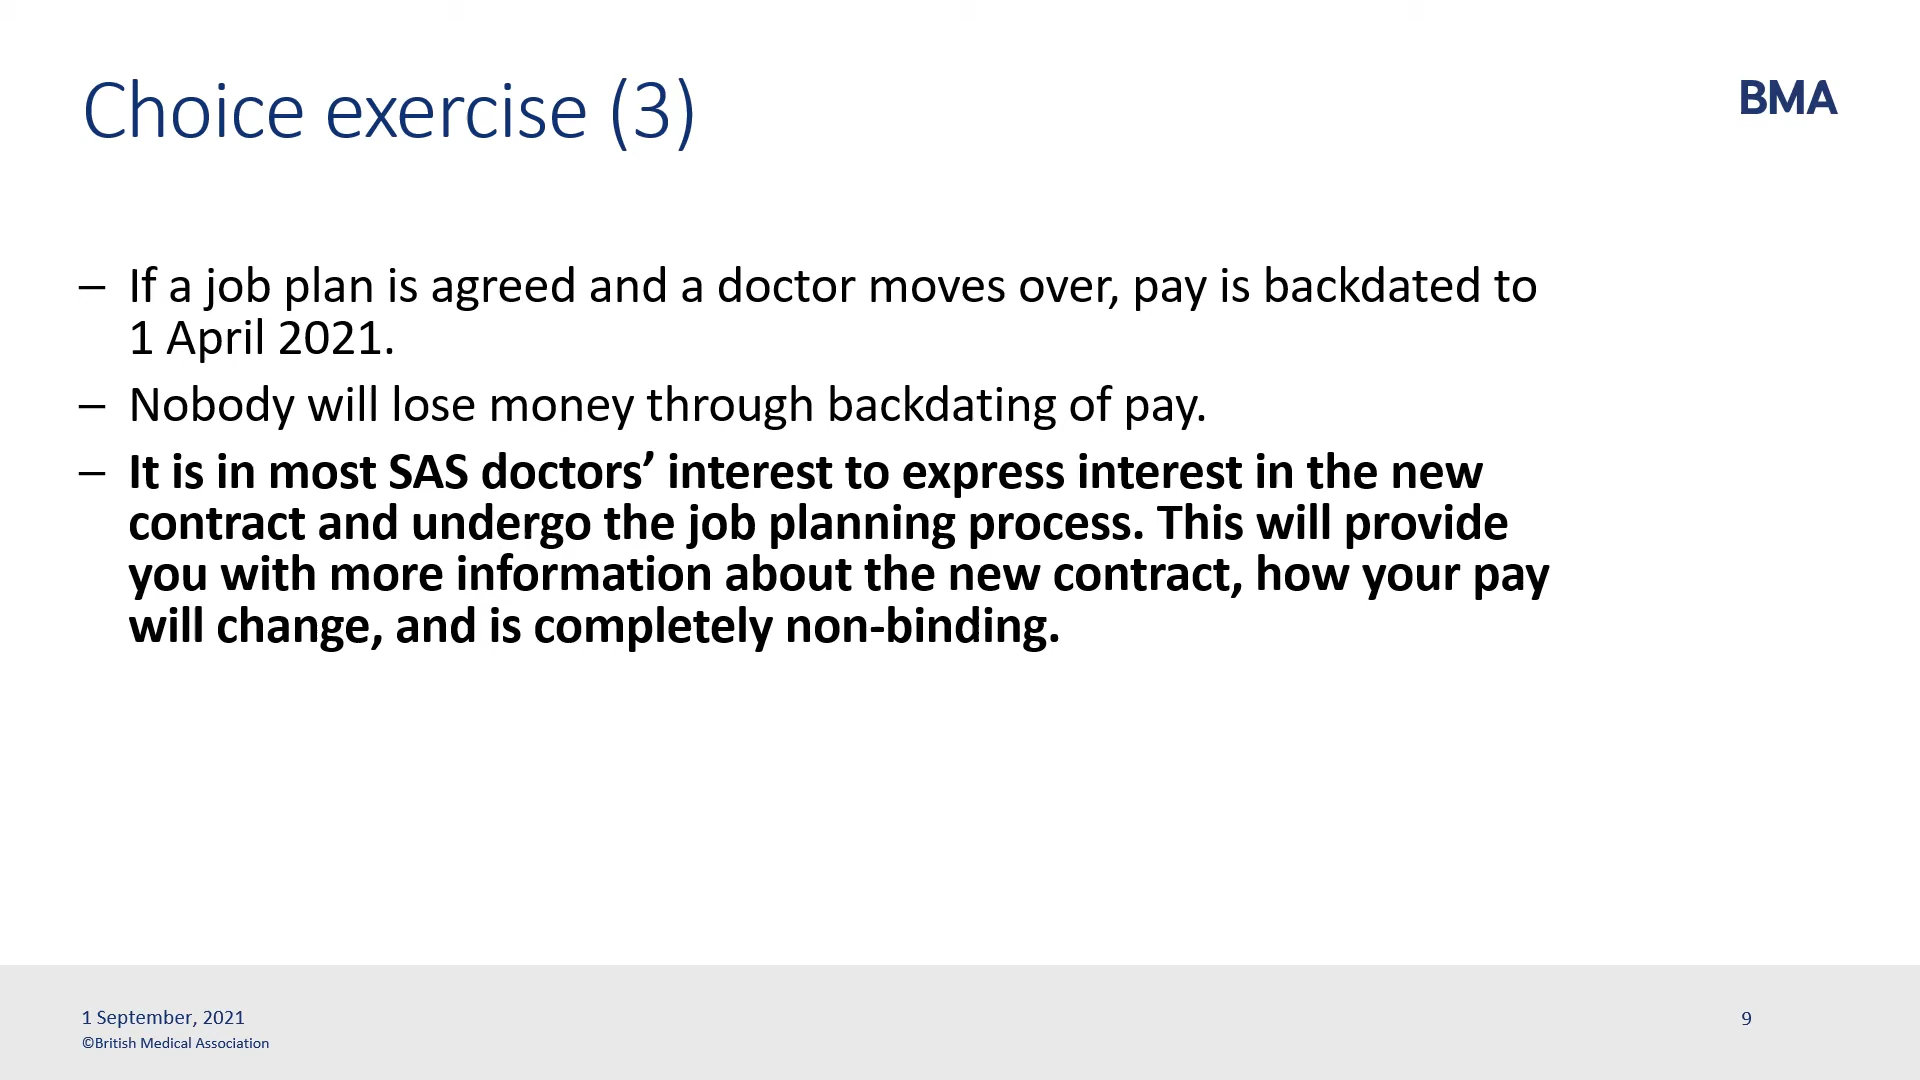 Choice exercise (3)
BMA
– If a job plan is agreed and a doctor moves over, pay is backdated to
1 April 2021.
– Nobody will lose money through backdating of pay.
– It is in most SAS doctors’ interest to express interest in the new
contract and undergo the job planning process. This will provide
you with more information about the new contract, how your pay
will change, and is completely non-binding.
1 September, 2021
9
©British Medical Association